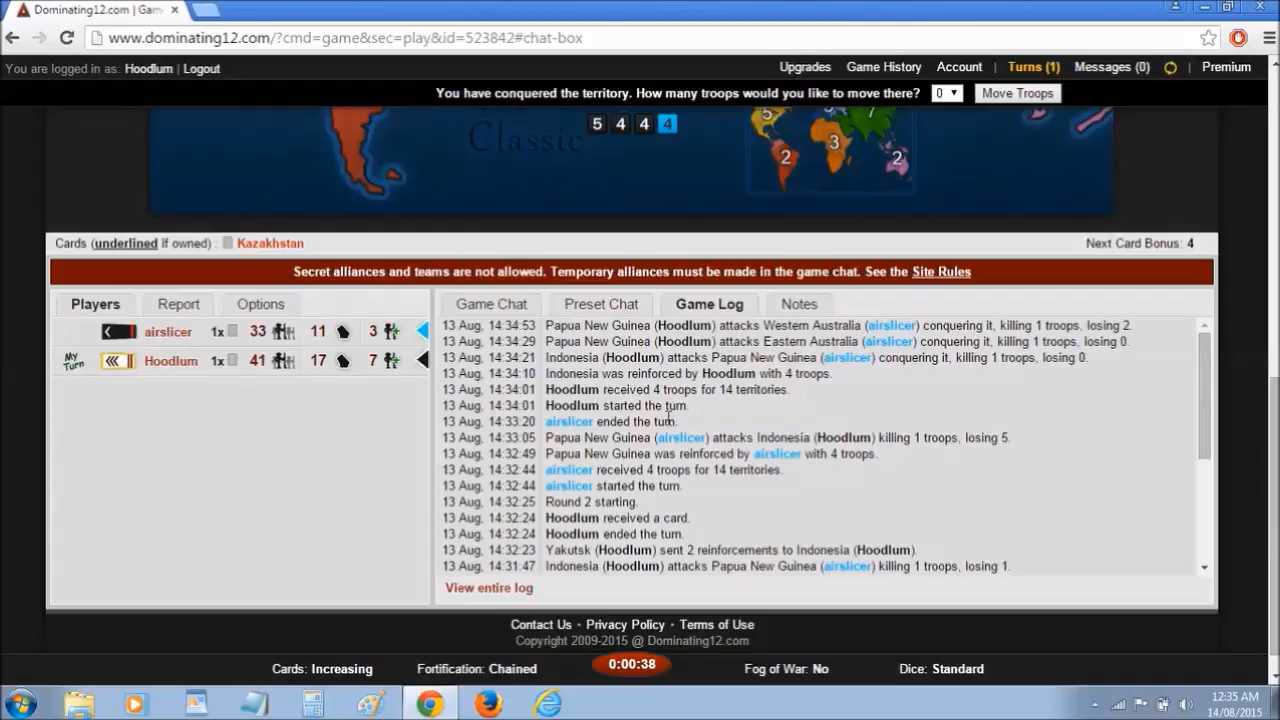 Dominating12.com | Gam
www.dominating12.com/?cmd=game&sec=play&id=523842#chat-box
You are logged in as: Hoodlum | Logout
Upgrades Game History Account | Turns (1) Messages (0) | Premium
You have conquered the territory. How many troops would you like to move there? 0 Move Troops
5
5 4 4 4
Classic
7
3
2
2
Cards (underlined if owned) : Kazakhstan
Next Card Bonus: 4
Secret alliances and teams are not allowed. Temporary alliances must be made in the game chat. See the Site Rules
Players Report Options
Game Chat Preset Chat Game Log Notes
airslicer 1x 33 11 3
My Turn Hoodlum 1x 41 17 7
13 Aug, 14:34:53 Papua New Guinea (Hoodlum) attacks Western Australia (airslicer) conquering it, killing 1 troops, losing 2.
13 Aug, 14:34:29 Papua New Guinea (Hoodlum) attacks Eastern Australia (airslicer) conquering it, killing 1 troops, losing 0.
13 Aug, 14:34:21 Indonesia (Hoodlum) attacks Papua New Guinea (airslicer) conquering it, killing 1 troops, losing 0.
13 Aug, 14:34:10 Indonesia was reinforced by Hoodlum with 4 troops.
13 Aug, 14:34:01 Hoodlum received 4 troops for 14 territories.
13 Aug, 14:34:01 Hoodlum started the turn.
13 Aug, 14:33:20 airslicer ended the turn.
13 Aug, 14:33:05 Papua New Guinea (airslicer) attacks Indonesia (Hoodlum) killing 1 troops, losing 5.
13 Aug, 14:32:49 Papua New Guinea was reinforced by airslicer with 4 troops.
13 Aug, 14:32:44 airslicer received 4 troops for 14 territories.
13 Aug, 14:32:44 airslicer started the turn.
13 Aug, 14:32:25 Round 2 starting.
13 Aug, 14:32:24 Hoodlum received a card.
13 Aug, 14:32:24 Hoodlum ended the turn.
13 Aug, 14:32:23 Yakutsk (Hoodlum) sent 2 reinforcements to Indonesia (Hoodlum).
13 Aug, 14:31:47 Indonesia (Hoodlum) attacks Papua New Guinea (airslicer) killing 1 troops, losing 1.
View entire log
Contact Us • Privacy Policy • Terms of Use
Copyright 2009-2015 @ Dominating12.com
Cards: Increasing Fortification: Chained 0:00:38 Fog of War: No Dice: Standard
12:35 AM
14/08/2015